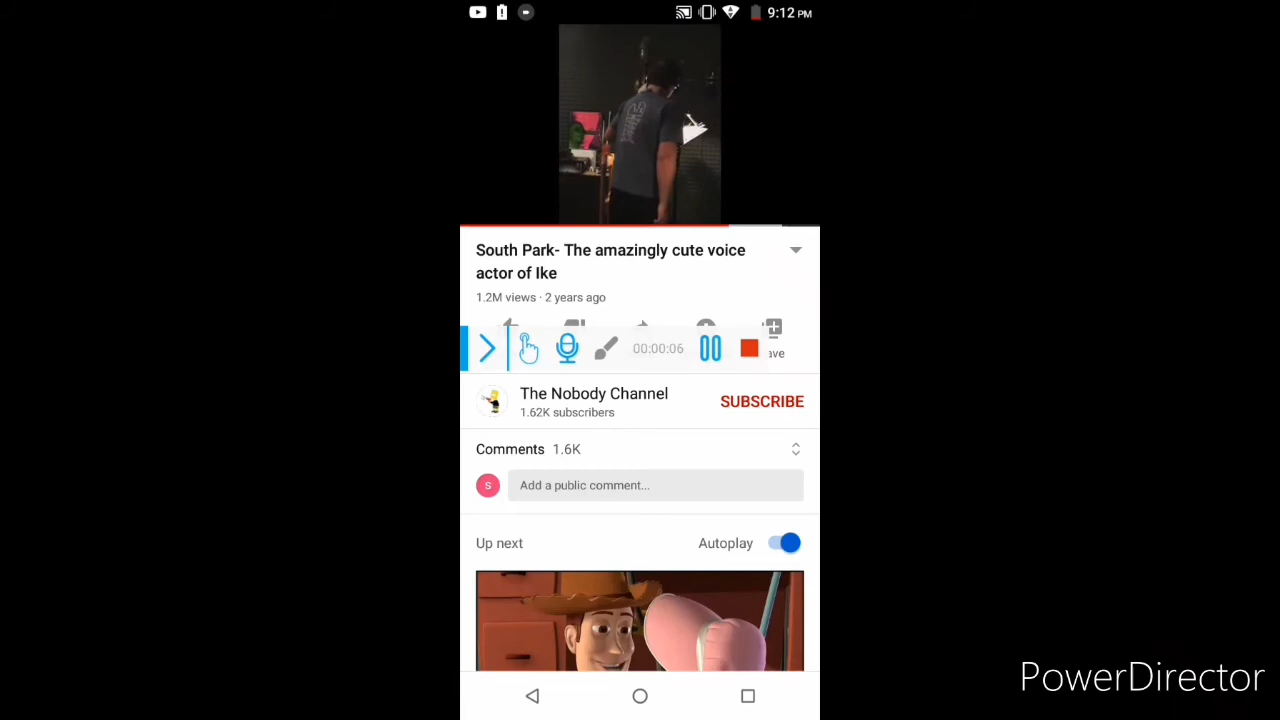 9:12 PM
South Park- The amazingly cute voice
actor of Ike
1.2M views · 2 years ago
00:00:06
ave
The Nobody Channel
1.62K subscribers
SUBSCRIBE
Comments 1.6K
S
Add a public comment...
Up next
Autoplay
PowerDirector